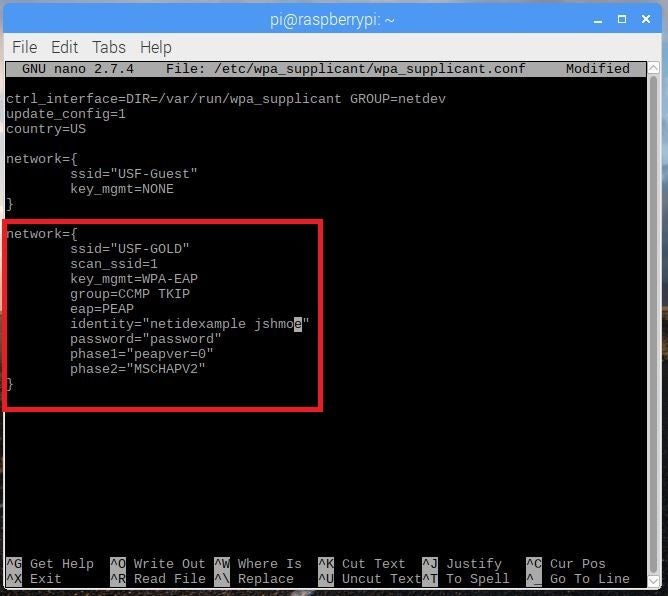 pi@raspberrypi: ~
File Edit Tabs Help
GNU nano 2.7.4 File: /etc/wpa_supplicant/wpa_supplicant.conf Modified
ctrl_interface=DIR=/var/run/wpa_supplicant GROUP=netdev
update_config=1
country=US
network={
ssid="USF-Guest"
key_mgmt=NONE
}
network={
ssid="USF-GOLD"
scan_ssid=1
key_mgmt=WPA-EAP
group=CCMP TKIP
eap=PEAP
identity="netidexample jshmoe"
password="password"
phase1="peapver=0"
phase2="MSCHAPV2"
}
^G Get Help ^O Write Out ^W Where Is ^K Cut Text ^J Justify ^C Cur Pos
^X Exit ^R Read File ^\ Replace ^U Uncut Text ^T To Spell ^_ Go To Line